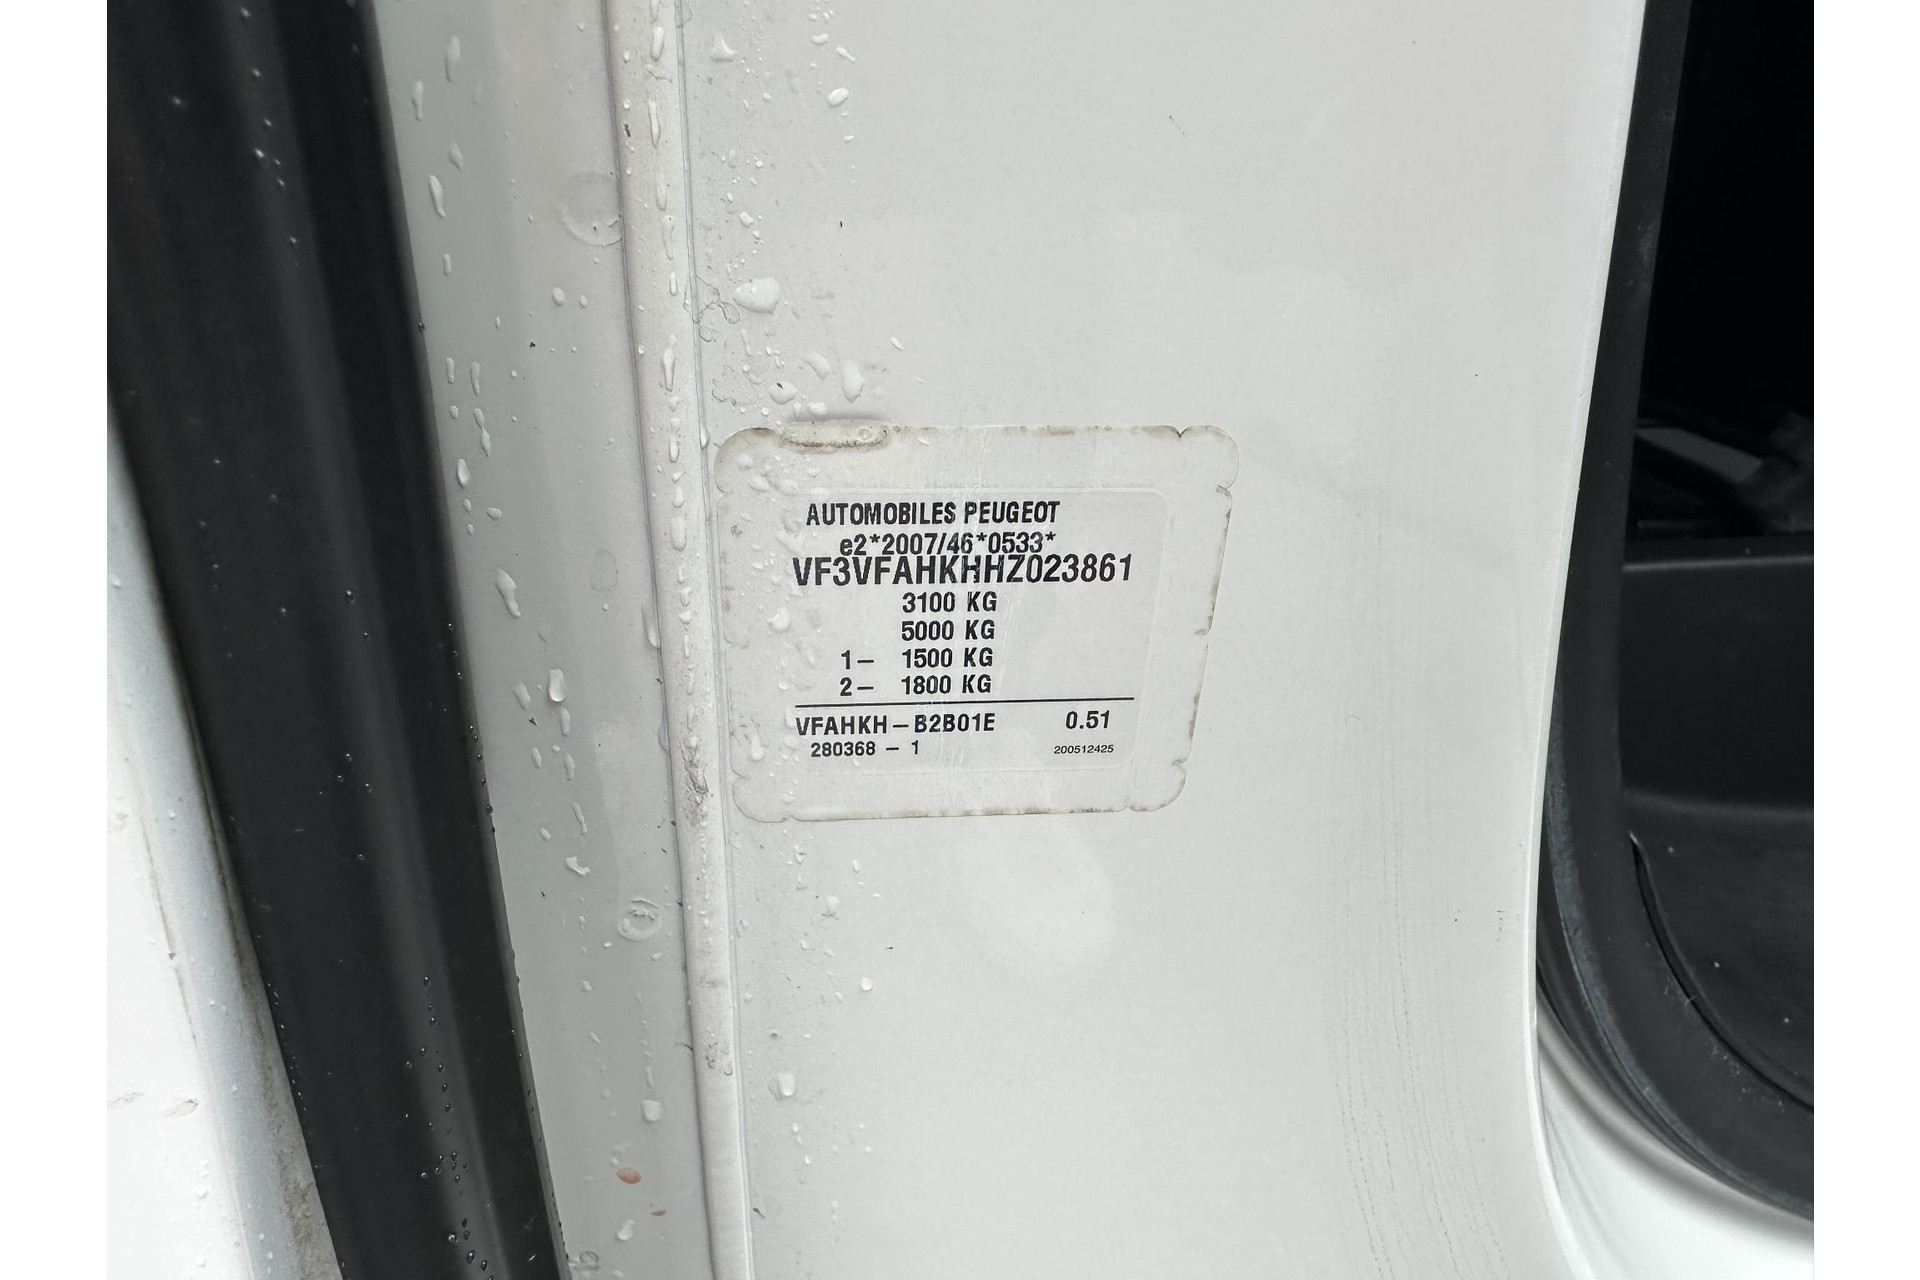 AUTOMOBILES PEUGEOT
e2*2007/46*0533*
VF3VFAHKHHZ023861
3100 KG
5000 KG
1– 1500 KG
2– 1800 KG
VFAHKH–B2B01E 0.51
280368 – 1 200512425